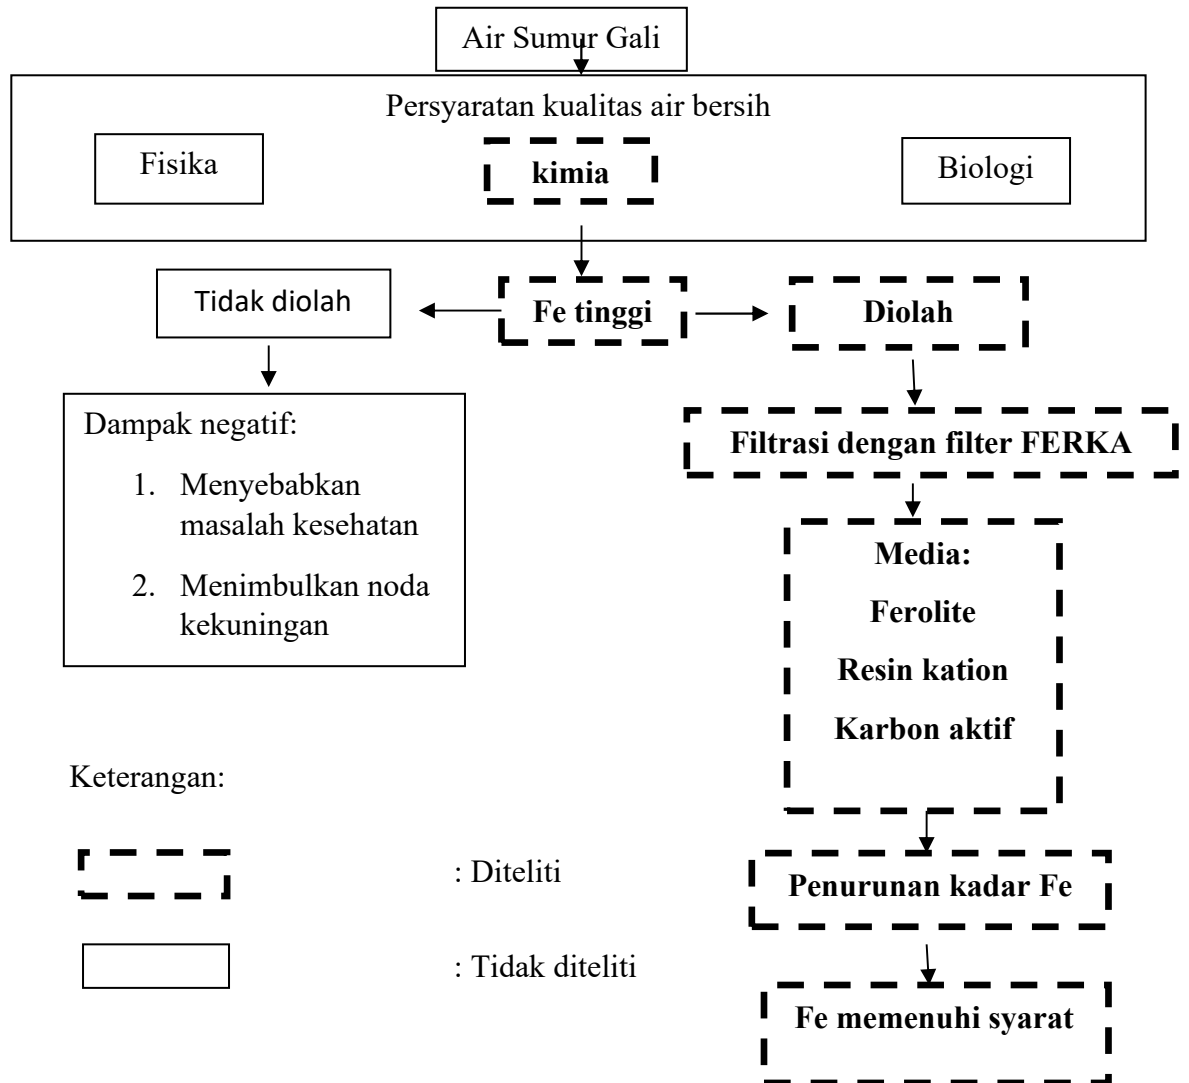 Air Sumur Gali
Persyaratan kualitas air bersih
Fisika
kimia
Biologi
Tidak diolah
Fe tinggi
Diolah
Dampak negatif:
1. Menyebabkan
masalah kesehatan
2. Menimbulkan noda
kekuningan
Filtrasi dengan filter FERKA
Media:
Ferolite
Resin kation
Karbon aktif
Penurunan kadar Fe
Fe memenuhi syarat
Keterangan:
: Diteliti
: Tidak diteliti